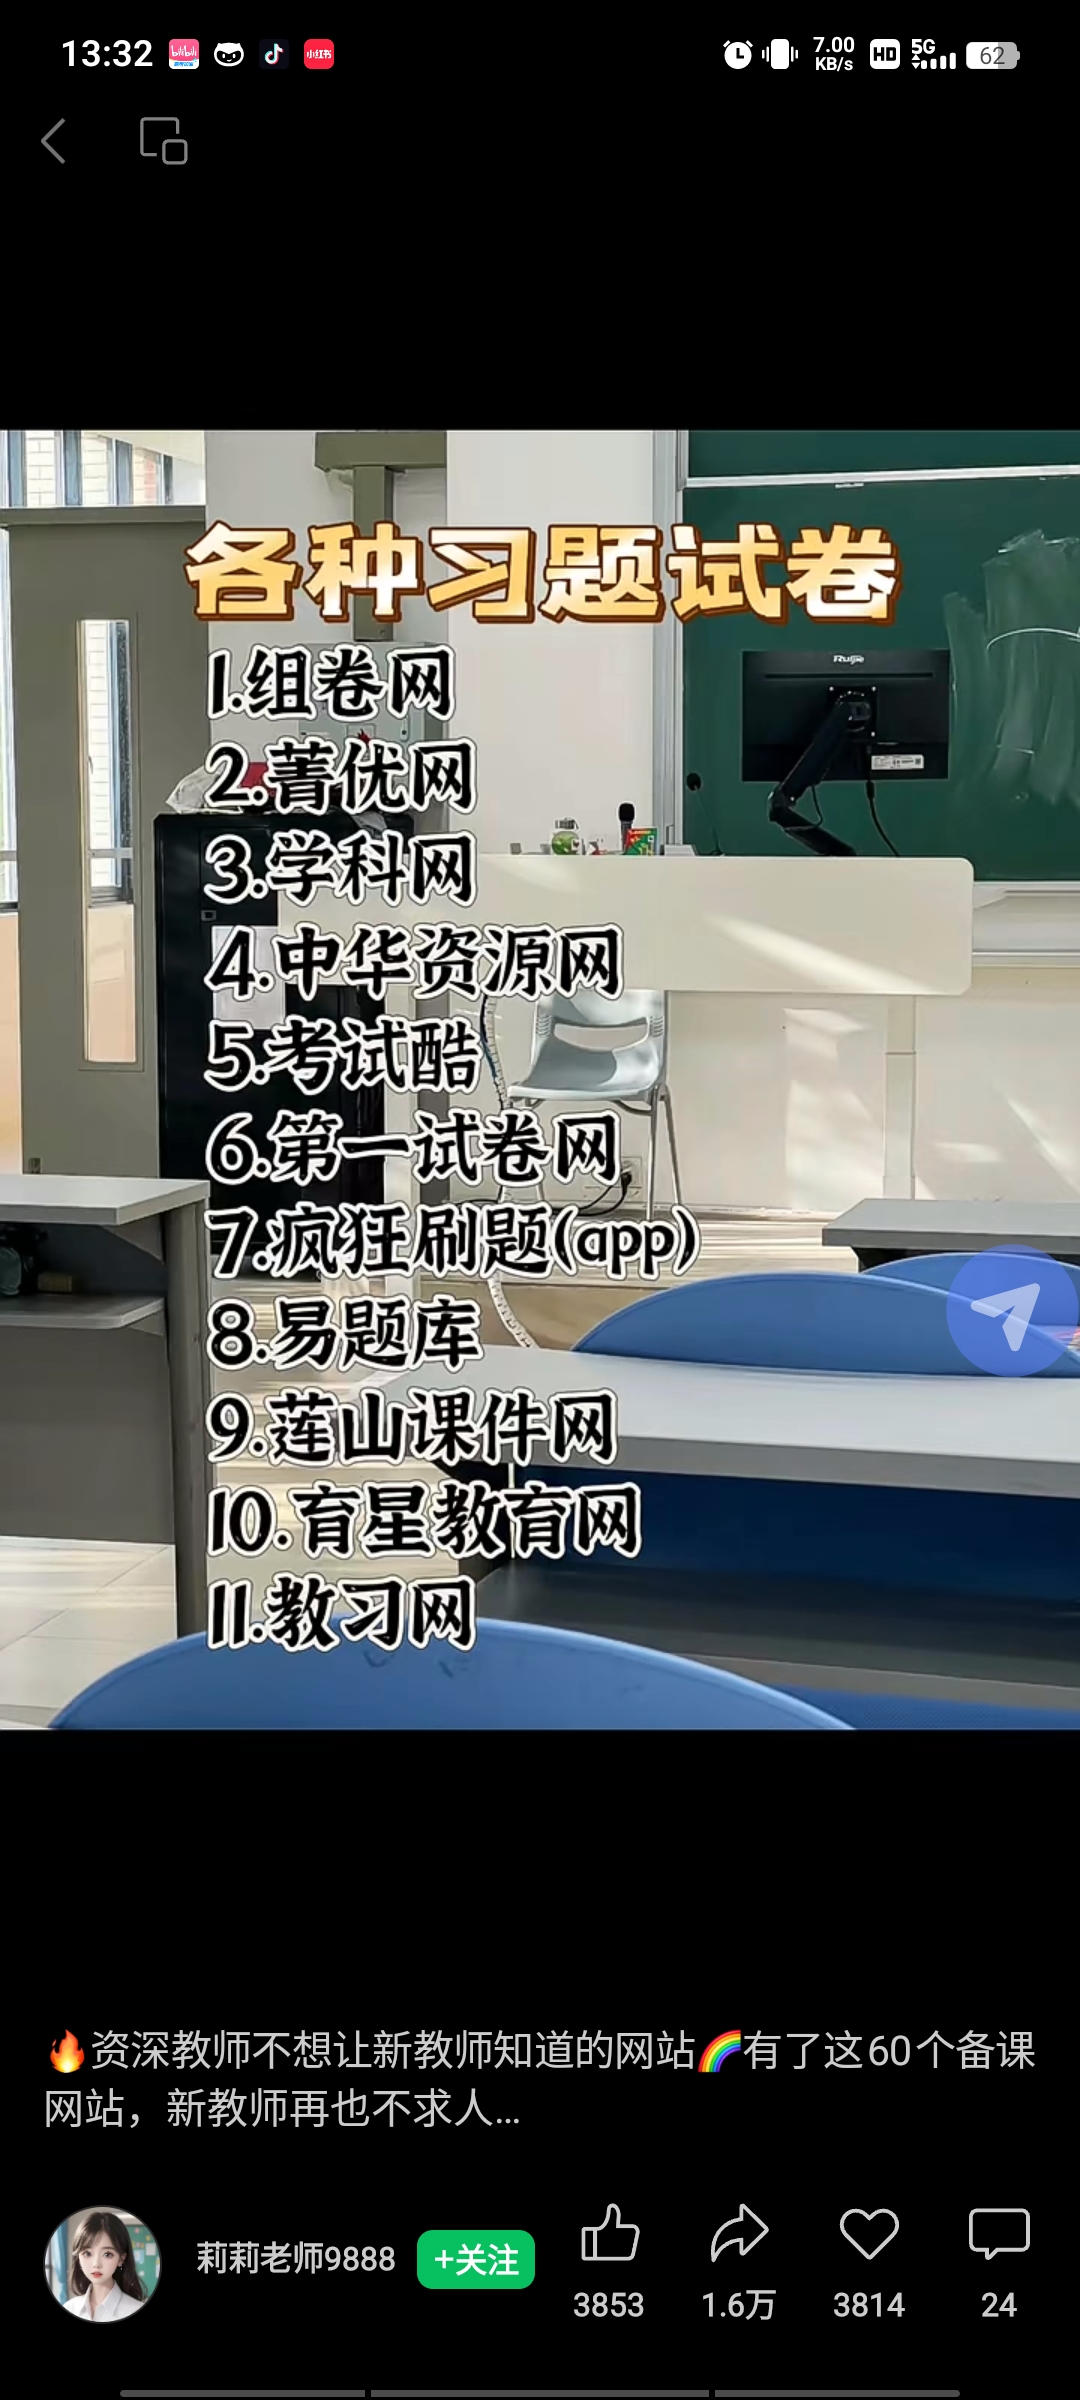 13:32
bilibili
小红书
7.00
KB/s
HD
5G
62
Ruijie
各种习题试卷
1.组卷网
2.菁优网
3.学科网
4.中华资源网
5.考试酷
6.第一试卷网
7.疯狂刷题(app)
8.易题库
9.莲山课件网
10.育星教育网
11.教习网
🔥资深教师不想让新教师知道的网站🌈有了这60个备课
网站，新教师再也不求人...
莉莉老师9888
+关注
3853
1.6万
3814
24